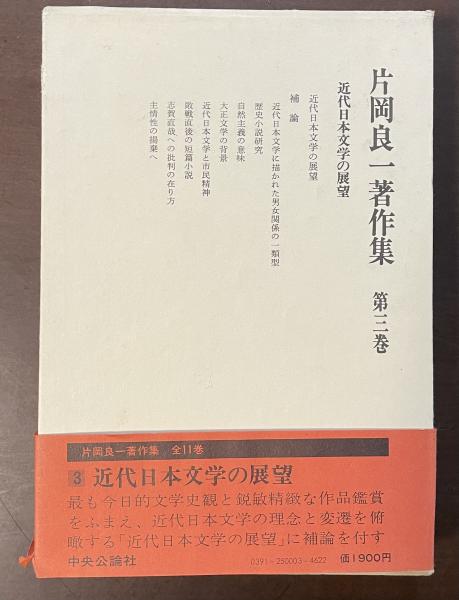 片岡良一著作集 第三巻
近代日本文学の展望
近代日本文学の展望
補論
近代日本文学に描かれた男女関係の一類型
歴史小説研究
自然主義の意味
大正文学の背景
近代日本文学と市民精神
敗戦直後の短篇小説
志賀直哉への批判の在り方
主情性の揚棄へ
片岡良一著作集 全11巻
3 近代日本文学の展望
最も今日的文学史観と鋭敏精緻な作品鑑賞
をふまえ、近代日本文学の理念と変遷を俯
瞰する「近代日本文学の展望」に補論を付す
中央公論社 0391-250003-4622 価1900円